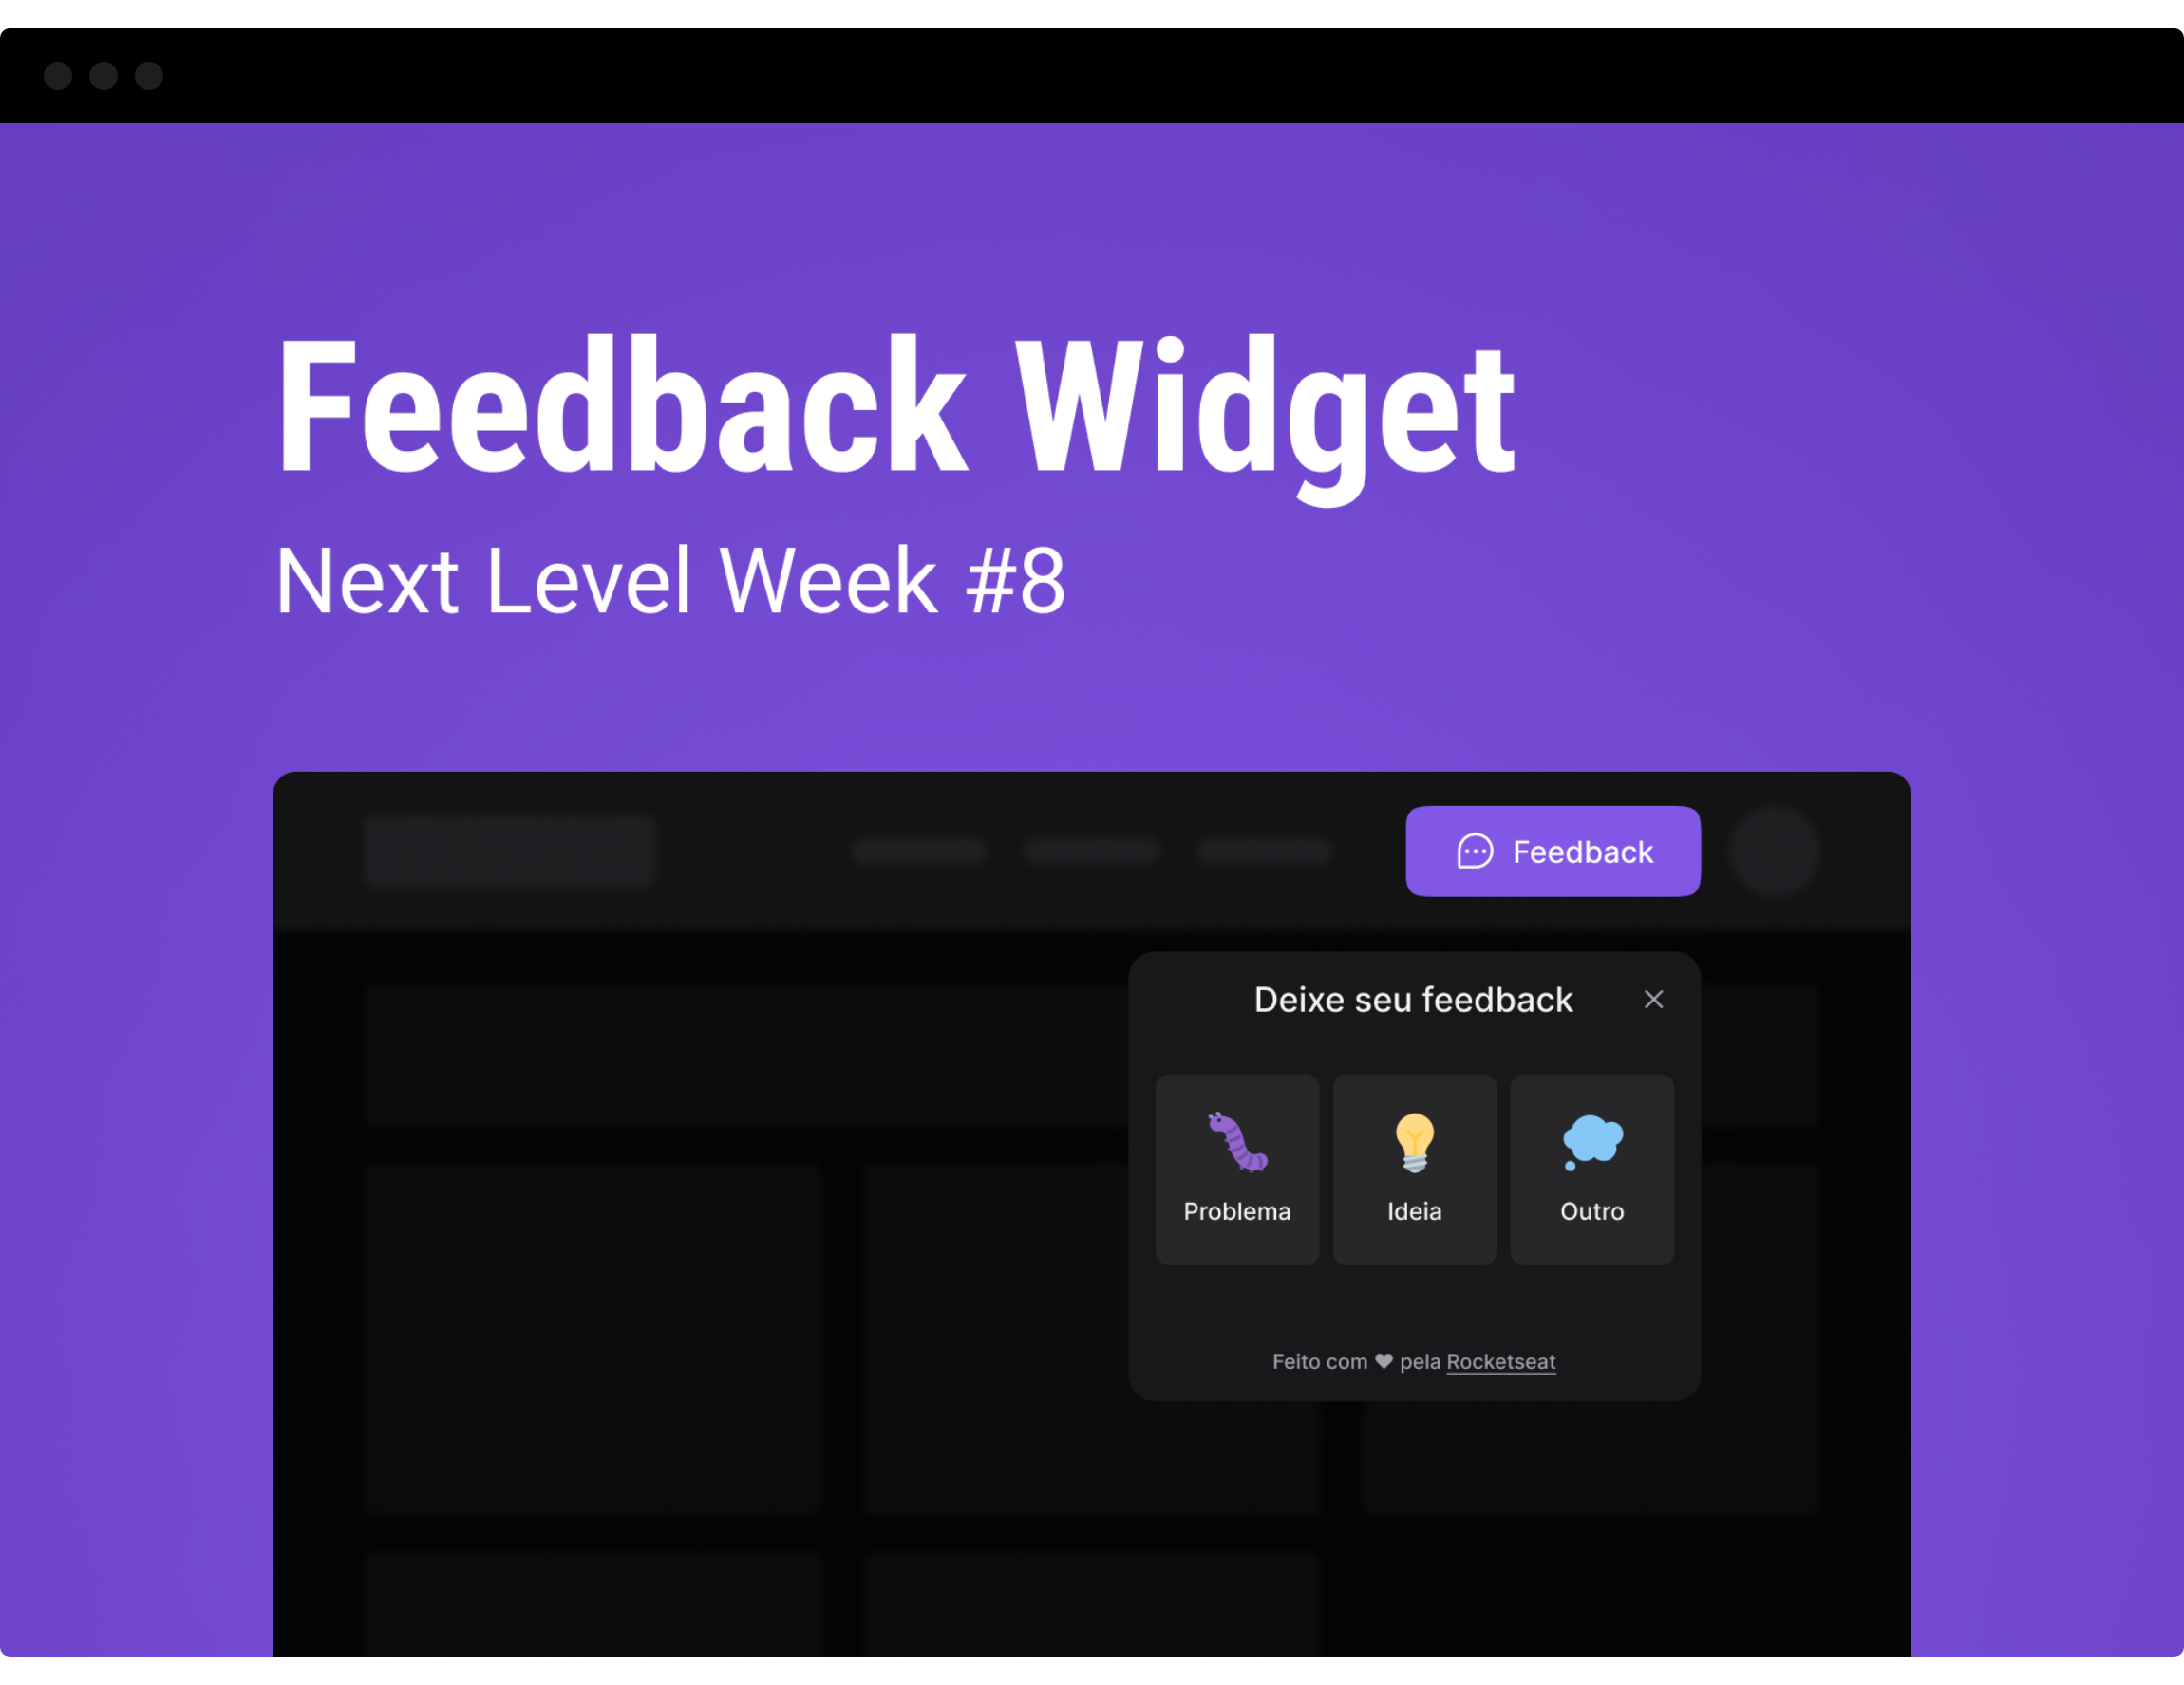 Feedback Widget
Next Level Week #8
Feedback
Deixe seu feedback
Problema
Ideia
Outro
Feito com ♥ pela Rocketseat